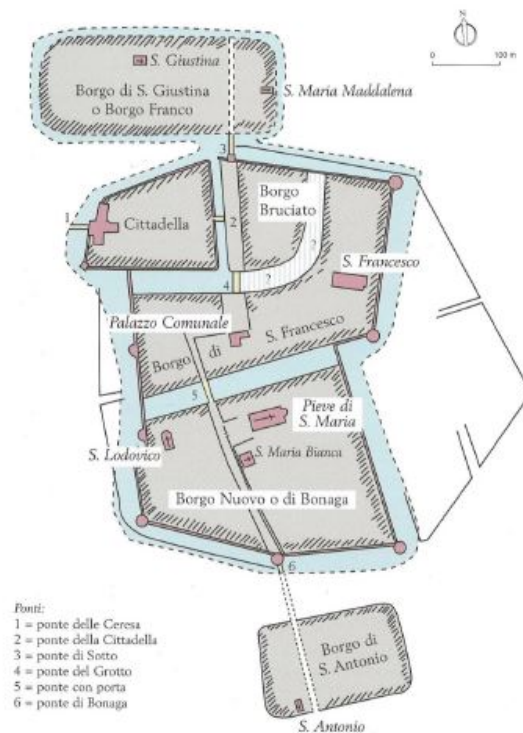 N
0 100 m
S. Giustina
Borgo di S. Giustina
o Borgo Franco
S. Maria Maddalena
3
Borgo
Bruciato
1
Cittadella
2
?
?
4
S. Francesco
Palazzo Comunale
Borgo di S. Francesco
5
Pieve di
S. Maria
S. Lodovico
S. Maria Bianca
Borgo Nuovo o di Bonaga
6
Ponti:
1 = ponte delle Ceresa
2 = ponte della Cittadella
3 = ponte di Sotto
4 = ponte del Grotto
5 = ponte con porta
6 = ponte di Bonaga
Borgo di
S. Antonio
S. Antonio